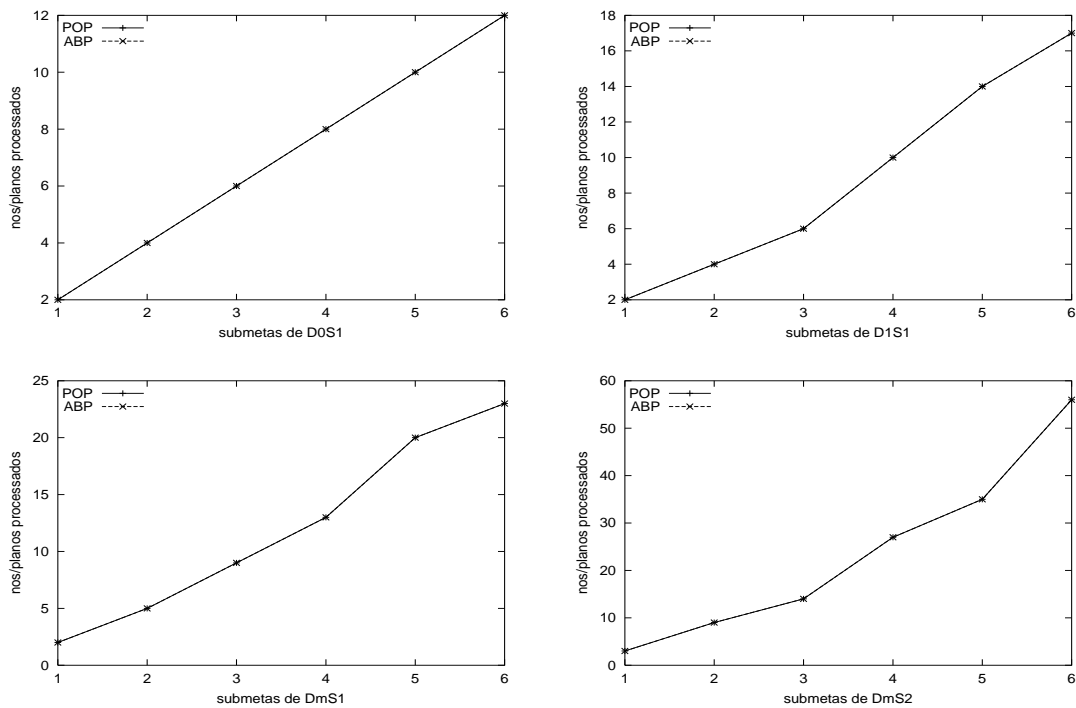 12
10
8
6
4
2
nos/planos processados
POP
ABP
1 2 3 4 5 6
submetas de D0S1
18
16
14
12
10
8
6
4
2
nos/planos processados
POP
ABP
1 2 3 4 5 6
submetas de D1S1
25
20
15
10
5
0
nos/planos processados
POP
ABP
1 2 3 4 5 6
submetas de DmS1
60
50
40
30
20
10
0
nos/planos processados
POP
ABP
1 2 3 4 5 6
submetas de DmS2